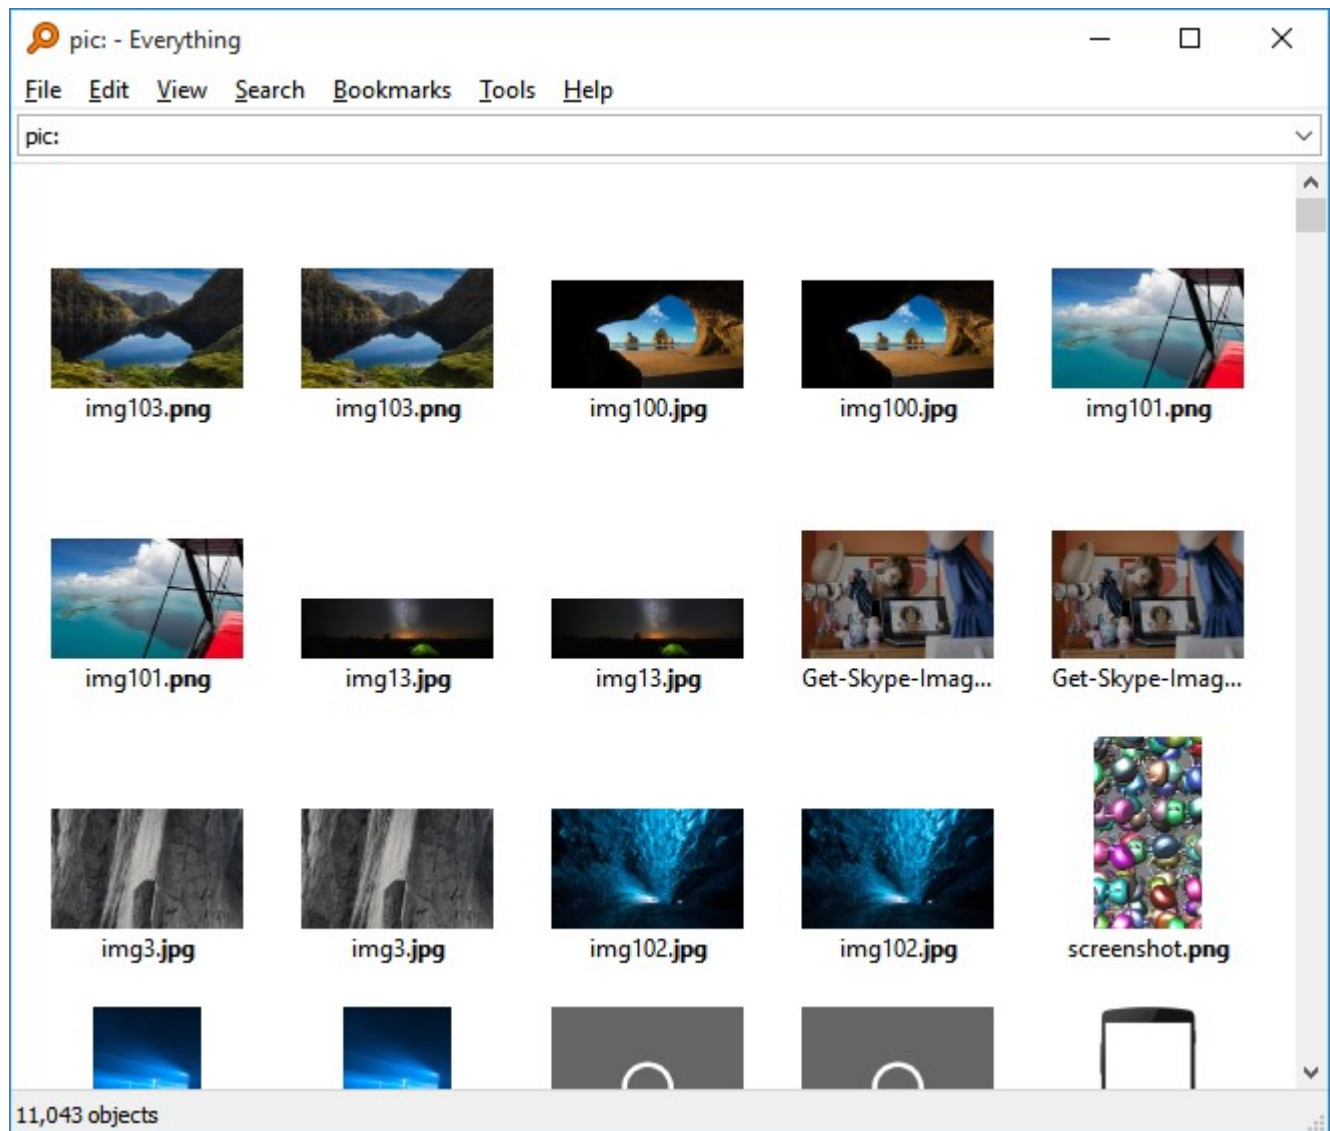 pic: - Everything
File Edit View Search Bookmarks Tools Help
pic:
img103.png img103.png img100.jpg img100.jpg img101.png
img101.png img13.jpg img13.jpg Get-Skype-Imag... Get-Skype-Imag...
img3.jpg img3.jpg img102.jpg img102.jpg screenshot.png
11,043 objects